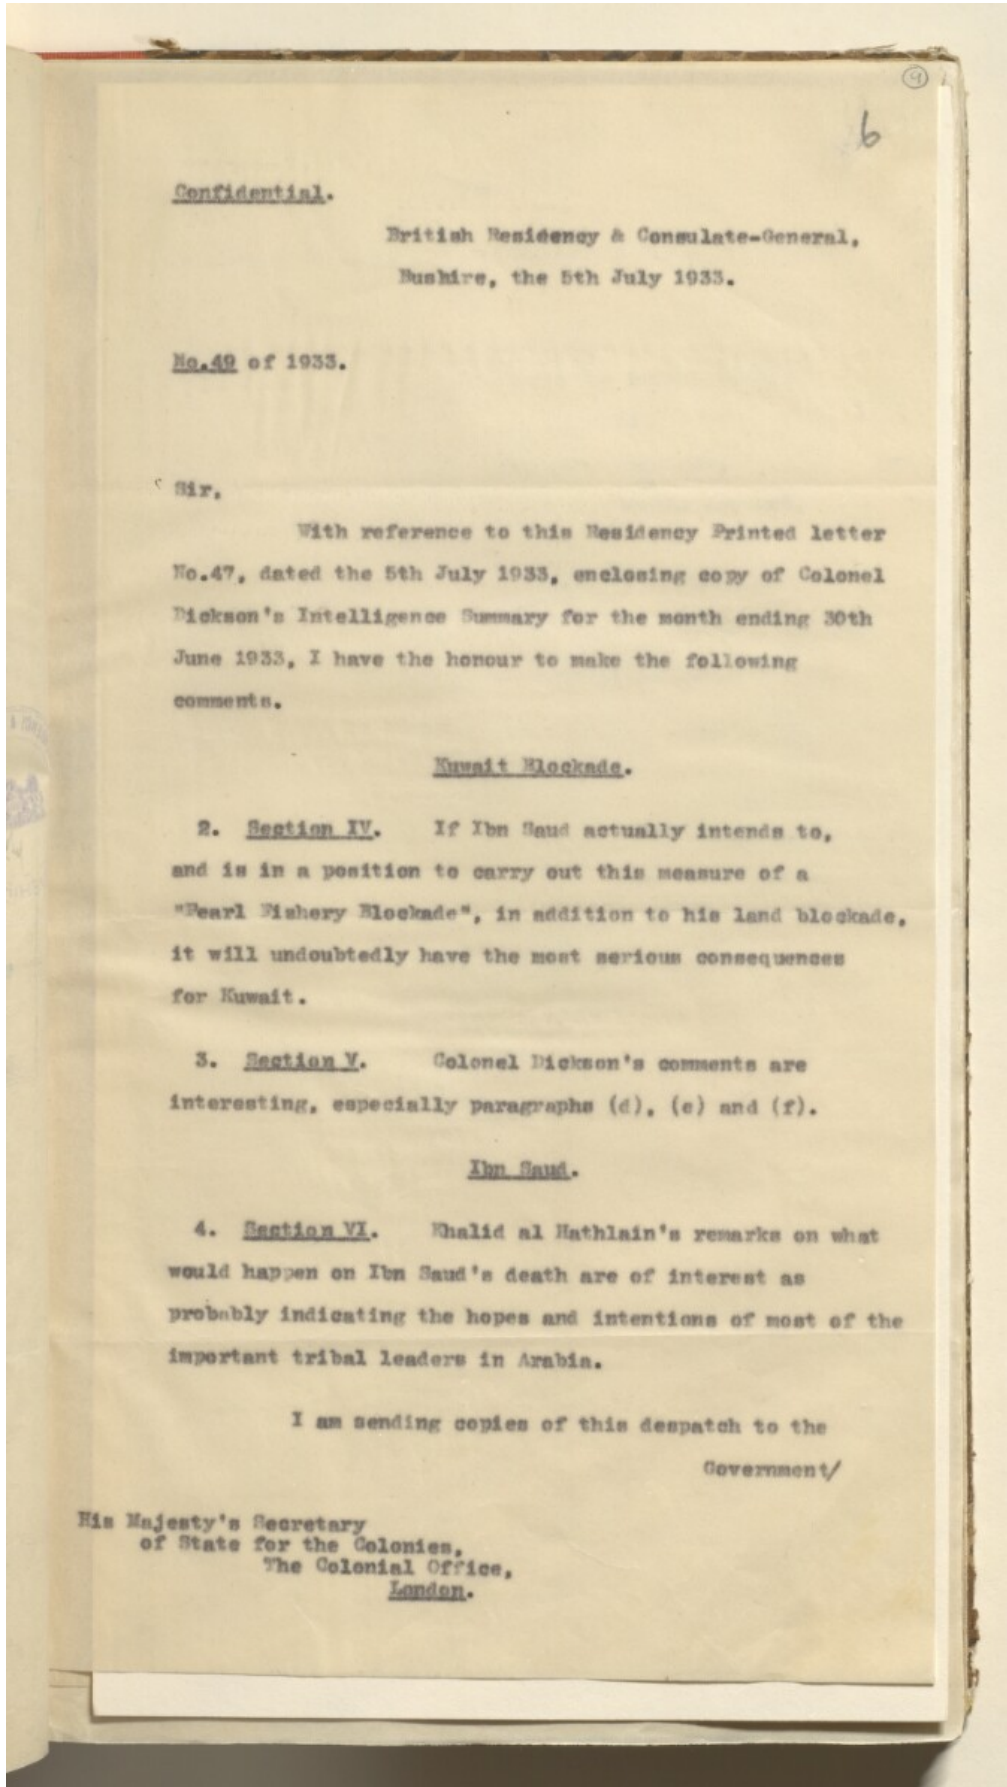 9
6
Confidential.
British Residency & Consulate-General,
Bushire, the 5th July 1933.
No.49 of 1933.
Sir,
With reference to this Residency Printed letter
No.47, dated the 5th July 1933, enclosing copy of Colonel
Dickson's Intelligence Summary for the month ending 30th
June 1933, I have the honour to make the following
comments.
Kuwait Blockade.
2. Section IV. If Ibn Saud actually intends to,
and is in a position to carry out this measure of a
"Pearl Fishery Blockade", in addition to his land blockade,
it will undoubtedly have the most serious consequences
for Kuwait.
3. Section V. Colonel Dickson's comments are
interesting, especially paragraphs (d), (e) and (f).
Ibn Saud.
4. Section VI. Khalid al Hathlain's remarks on what
would happen on Ibn Saud's death are of interest as
probably indicating the hopes and intentions of most of the
important tribal leaders in Arabia.
I am sending copies of this despatch to the
Government/
His Majesty's Secretary
of State for the Colonies,
The Colonial Office,
London.